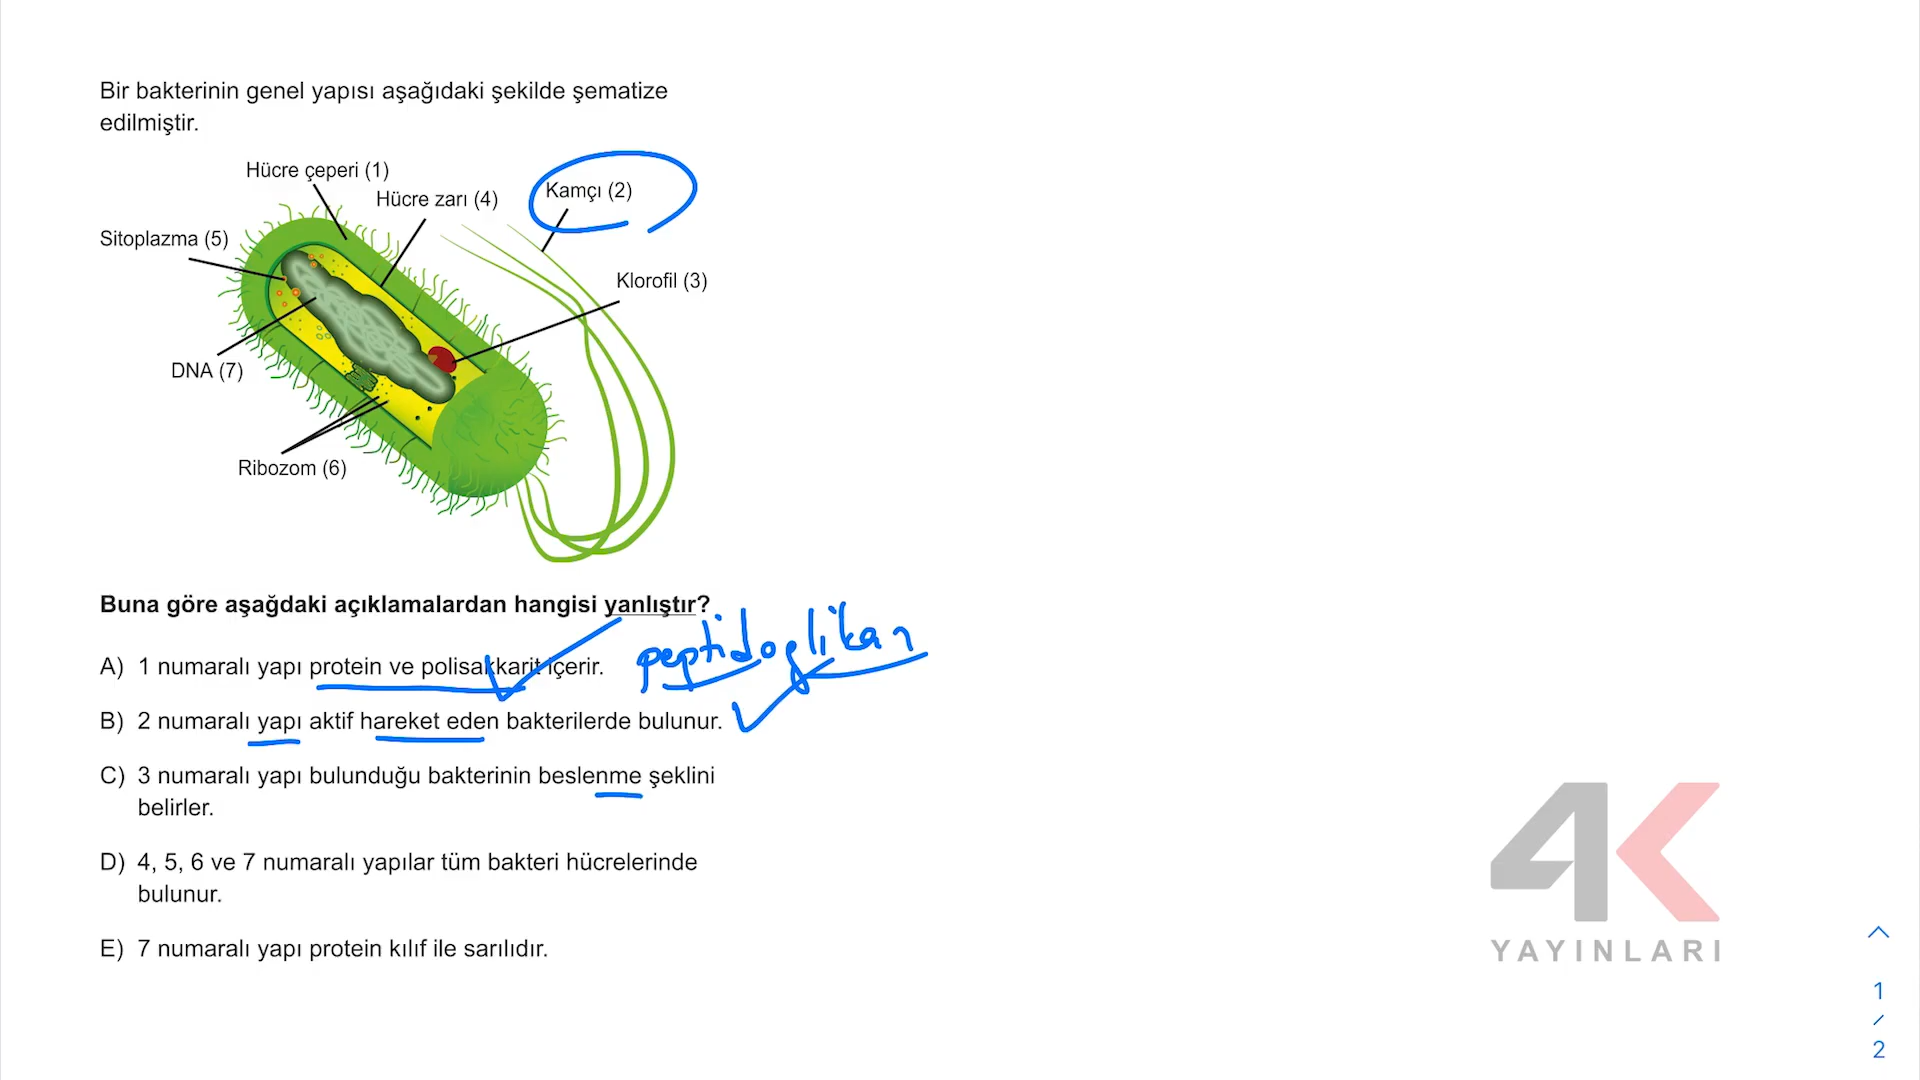 Bir bakterinin genel yapısı aşağıdaki şekilde şematize
edilmiştir.
Hücre çeperi (1)
Hücre zarı (4)
Kamçı (2)
Sitoplazma (5)
Klorofil (3)
DNA (7)
Ribozom (6)
Buna göre aşağdaki açıklamalardan hangisi yanlıştır?
peptidoglikan
A) 1 numaralı yapı protein ve polisakkarit içerir.
B) 2 numaralı yapı aktif hareket eden bakterilerde bulunur.
C) 3 numaralı yapı bulunduğu bakterinin beslenme şeklini
belirler.
D) 4, 5, 6 ve 7 numaralı yapılar tüm bakteri hücrelerinde
bulunur.
E) 7 numaralı yapı protein kılıf ile sarılıdır.
4K
YAYINLARI
1
/
2